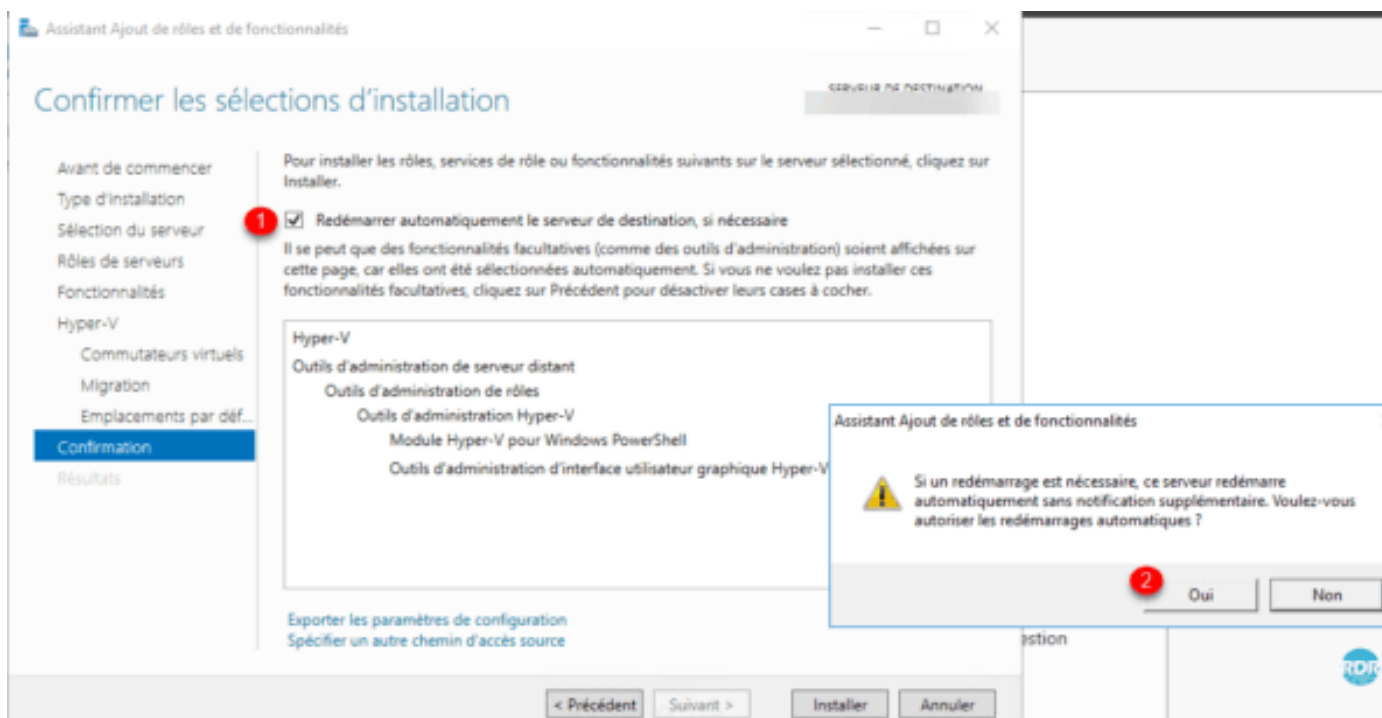 Assistant Ajout de rôles et de fonctionnalités
Confirmer les sélections d'installation
SERVEUR DE DESTINATION
Avant de commencer
Type d'installation
Sélection du serveur
Rôles de serveurs
Fonctionnalités
Hyper-V
Commutateurs virtuels
Migration
Emplacements par déf...
Confirmation
Résultats
Pour installer les rôles, services de rôle ou fonctionnalités suivants sur le serveur sélectionné, cliquez sur
Installer.
1
Redémarrer automatiquement le serveur de destination, si nécessaire
Il se peut que des fonctionnalités facultatives (comme des outils d'administration) soient affichées sur
cette page, car elles ont été sélectionnées automatiquement. Si vous ne voulez pas installer ces
fonctionnalités facultatives, cliquez sur Précédent pour désactiver leurs cases à cocher.
Hyper-V
Outils d'administration de serveur distant
Outils d'administration de rôles
Outils d'administration Hyper-V
Module Hyper-V pour Windows PowerShell
Outils d'administration d'interface utilisateur graphique Hyper-V
Exporter les paramètres de configuration
Spécifier un autre chemin d'accès source
< Précédent
Suivant >
Installer
Annuler
Assistant Ajout de rôles et de fonctionnalités
Si un redémarrage est nécessaire, ce serveur redémarre
automatiquement sans notification supplémentaire. Voulez-vous
autoriser les redémarrages automatiques ?
2
Oui
Non
estion
RDR